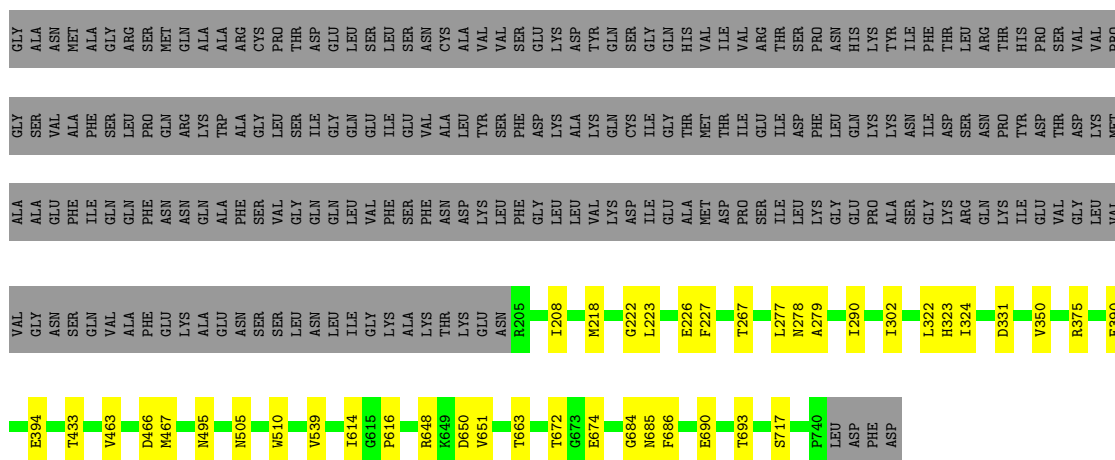 GLY ALA ASN MET ALA GLY ARG SER MET GLN ALA ALA ARG CYS PRO THR ASP GLU LEU SER LEU SER ASN CYS ALA VAL VAL SER GLU LYS ASP TYR GLN SER GLY GLN HIS VAL ILE VAL ARG THR SER PRO ASN HIS LYS TYR ILE PHE THR LEU ARG THR HIS PRO SER VAL VAL PRO
GLY SER VAL ALA PHE SER LEU PRO GLN ARG LYS TRP ALA GLY LEU SER ILE GLY GLN GLU ILE GLU VAL ALA LEU TYR SER PHE ASP LYS ALA LYS GLN CYS ILE GLY THR MET THR ILE GLU ILE ASP PHE LEU GLN LYS LYS ASN ILE ASP SER ASN PRO TYR ASP THR ASP LYS MET
ALA ALA GLU PHE ILE GLN GLN PHE ASN ASN GLN ALA PHE SER VAL GLY GLN GLN LEU VAL PHE SER PHE ASN ASP LYS LEU PHE GLY LEU LEU VAL LYS ASP ILE GLU ALA MET ASP PRO SER ILE LEU LYS GLY GLU PRO ALA SER GLY LYS ARG GLN LYS ILE GLU VAL GLY LEU VAL
VAL GLY ASN SER GLN VAL ALA PHE GLU LYS ALA GLU ASN SER SER LEU ASN LEU ILE GLY LYS ALA LYS THR LYS GLU ASN R205 I208 M218 G222 L223 E226 F227 T267 L277 N278 A279 I290 I302 L322 H323 I324 D331 V350 R375 F390
E394 T433 V463 D466 M467 N495 N505 W510 V539 I614 G615 P616 R648 K649 D650 V651 T663 T672 G673 E674 G684 N685 F686 E690 T693 S717 P740 LEU ASP PHE ASP